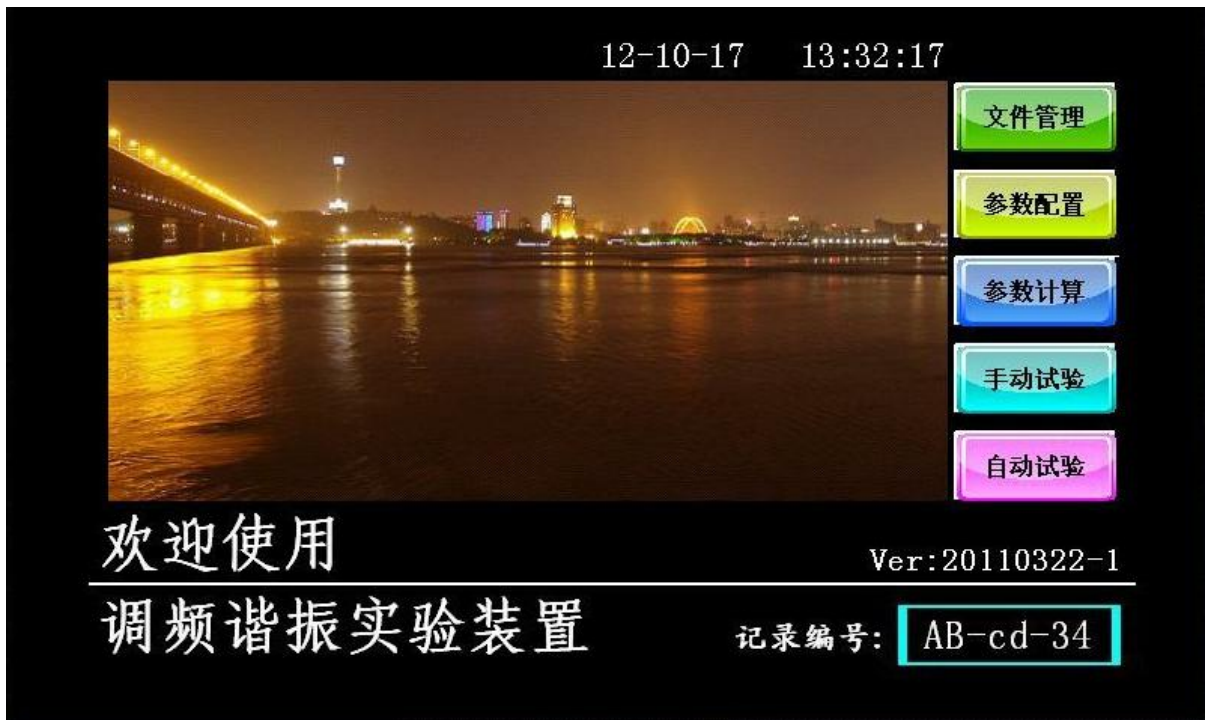 12-10-17 13:32:17
文件管理
参数配置
参数计算
手动试验
自动试验
欢迎使用
Ver:20110322-1
调频谐振实验装置
记录编号: AB-cd-34